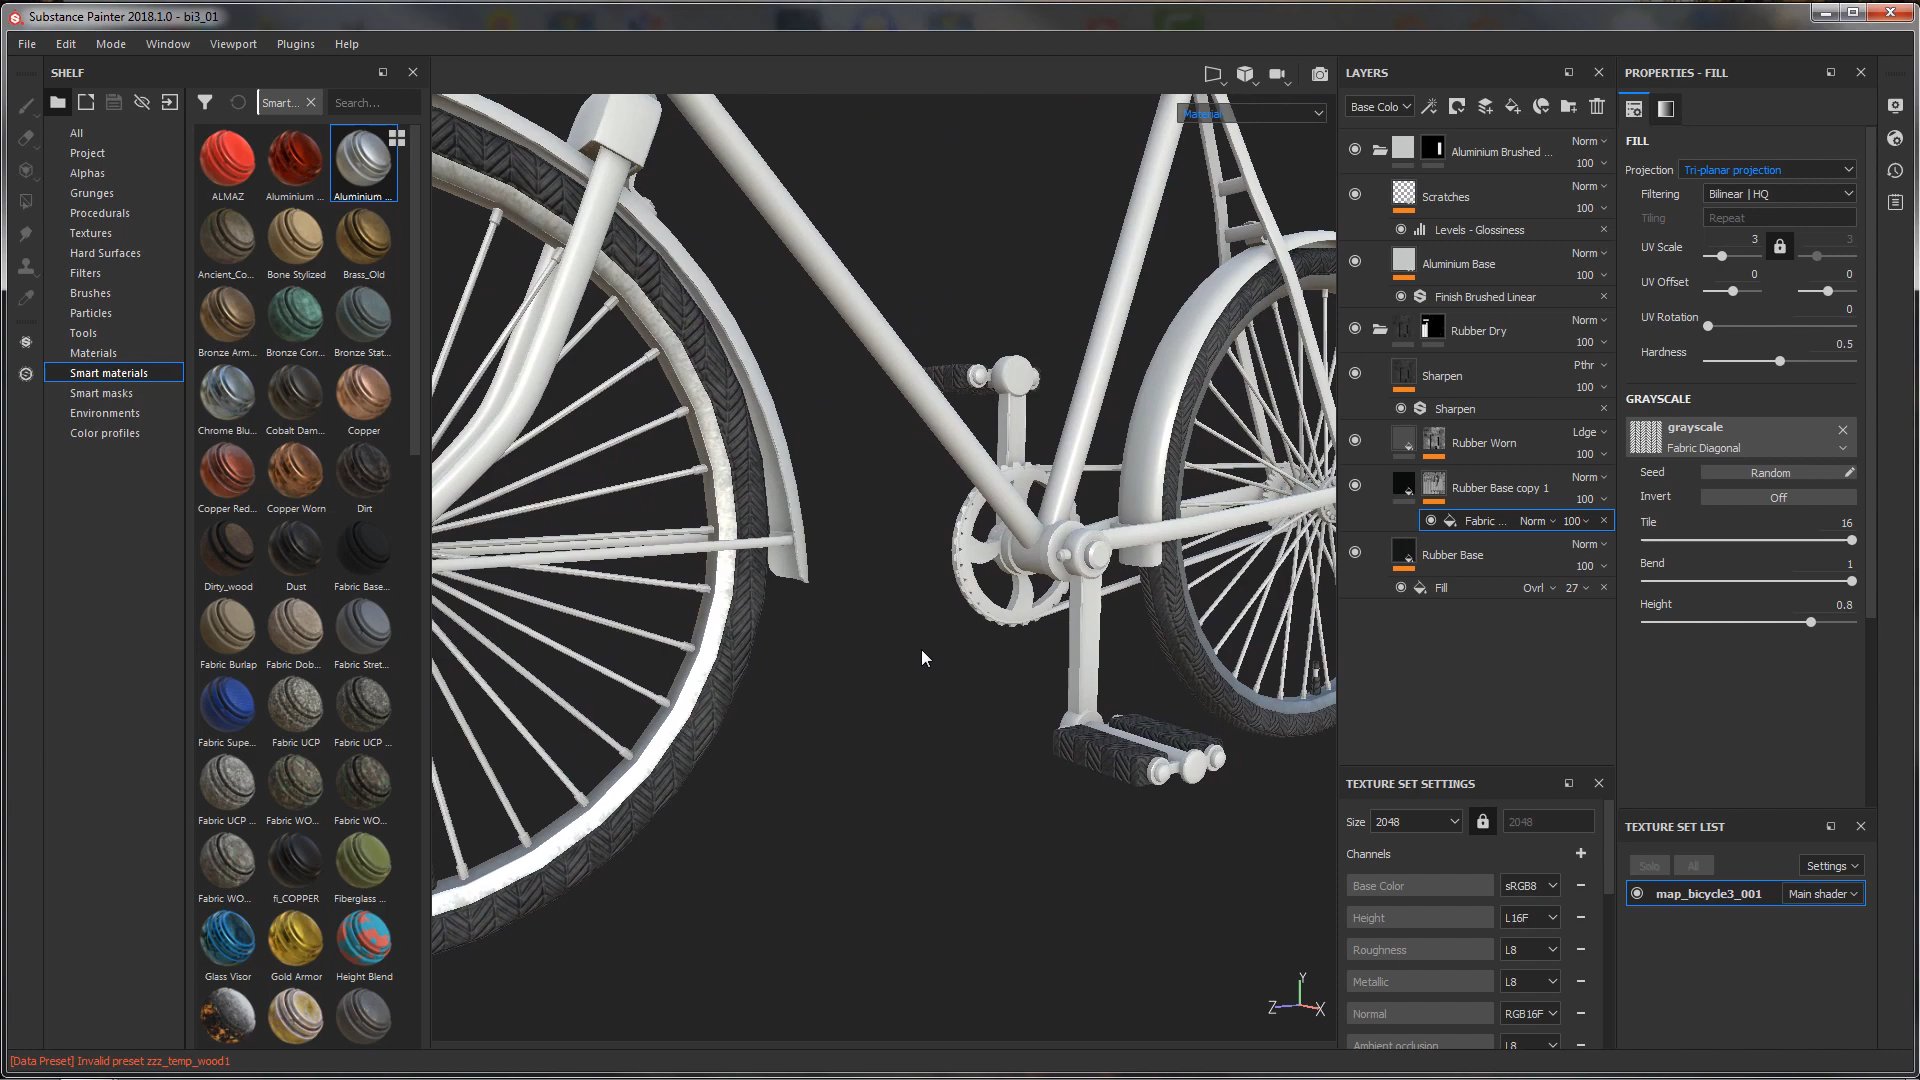 Substance Painter 2018.1.0 - bi3_01
File Edit Mode Window Viewport Plugins Help
SHELF
Smart... Search...
All
Project
Alphas
Grunges
Procedurals
Textures
Hard Surfaces
Filters
Brushes
Particles
Tools
Materials
Smart materials
Smart masks
Environments
Color profiles
ALMAZ Aluminium ... Aluminium ...
Ancient_Co... Bone Stylized Brass_Old
Bronze Arm... Bronze Corr... Bronze Stat...
Chrome Blu... Cobalt Dam... Copper
Copper Red... Copper Worn Dirt
Dirty_wood Dust Fabric Base...
Fabric Burlap Fabric Dob... Fabric Stret...
Fabric Supe... Fabric UCP Fabric UCP ...
Fabric UCP ... Fabric WO... Fabric WO...
Fabric WO... fi_COPPER Fiberglass ...
Glass Visor Gold Armor Height Blend
Material
Y
Z X
LAYERS
Base Colo
Aluminium Brushed ... Norm
100
Scratches Norm
100
Levels - Glossiness
Aluminium Base Norm
100
Finish Brushed Linear
Rubber Dry Norm
100
Sharpen Pthr
100
Sharpen
Rubber Worn Ldge
100
Rubber Base copy 1 Norm
100
Fabric ... Norm 100
Rubber Base Norm
100
Fill Ovrl 27
TEXTURE SET SETTINGS
Size 2048 2048
Channels
Base Color sRGB8
Height L16F
Roughness L8
Metallic L8
Normal RGB16F
Ambient occlusion L8
PROPERTIES - FILL
FILL
Projection Tri-planar projection
Filtering Bilinear | HQ
Tiling Repeat
UV Scale 3 3
UV Offset 0 0
UV Rotation 0
Hardness 0.5
GRAYSCALE
grayscale
Fabric Diagonal
Seed Random
Invert Off
Tile 16
Bend 1
Height 0.8
TEXTURE SET LIST
Solo All Settings
map_bicycle3_001 Main shader
[Data Preset] Invalid preset zzz_temp_wood1